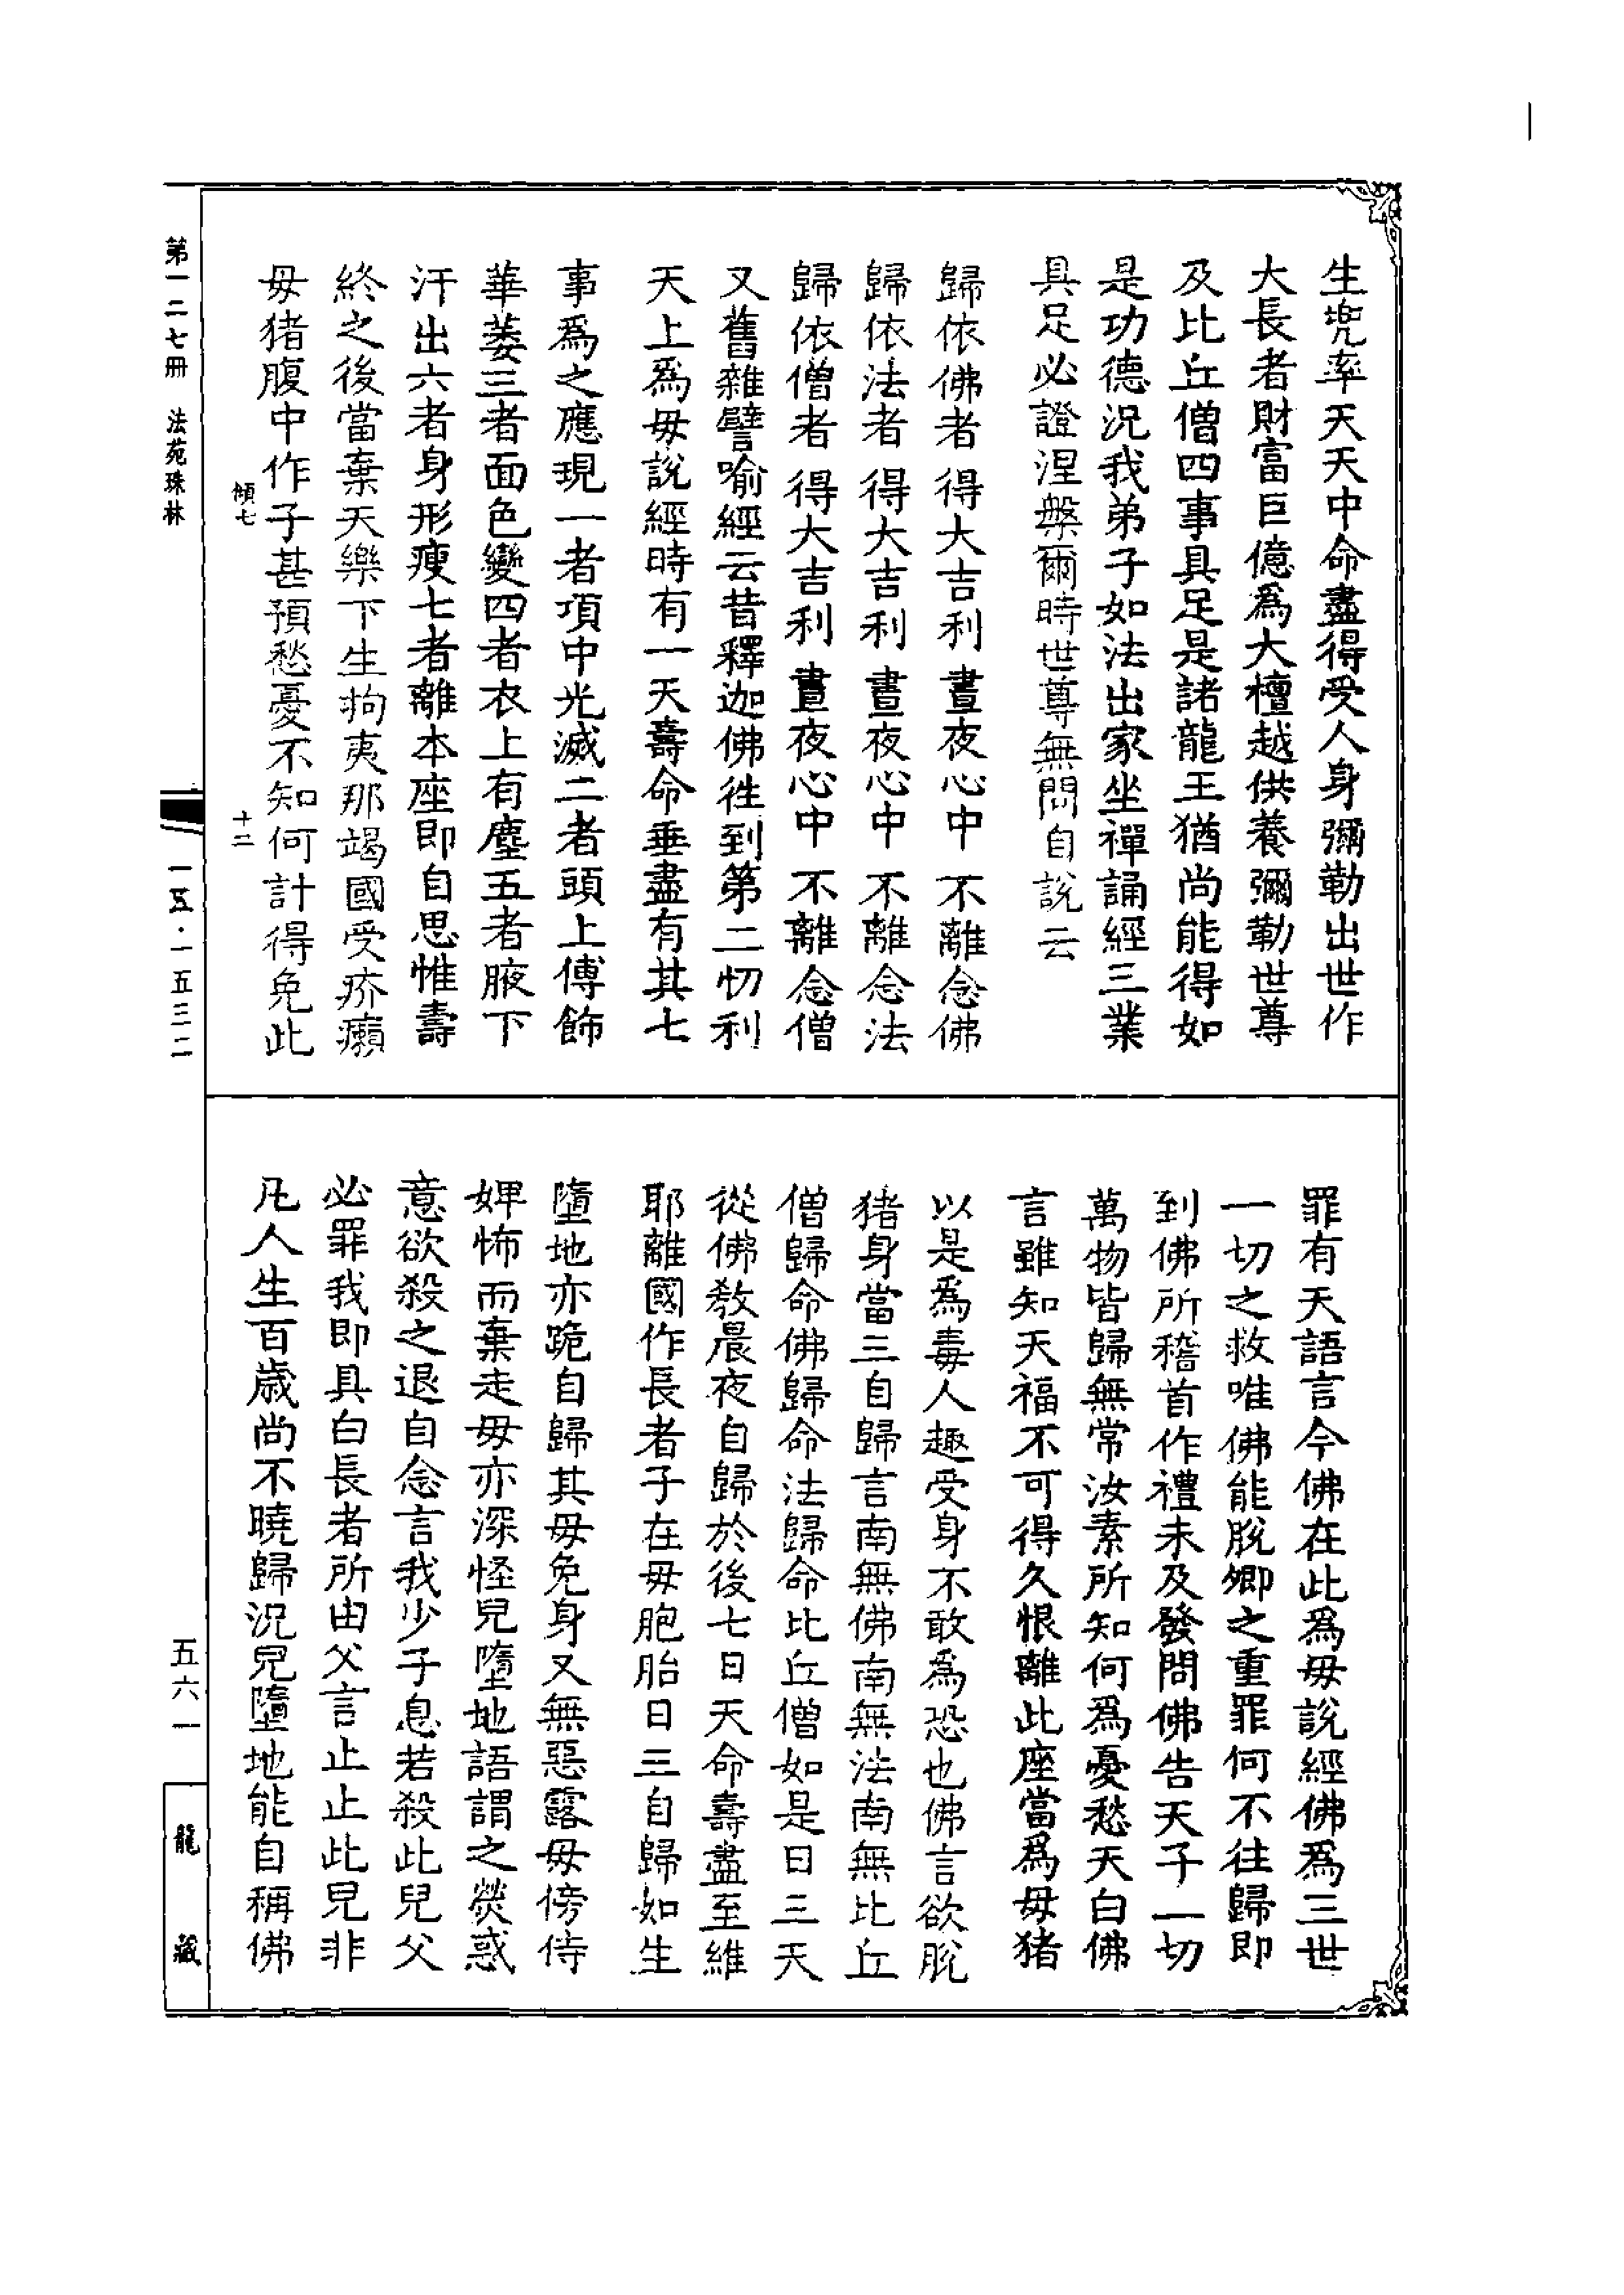 生兜率天天中命盡得受人身彌勒出世作
大長者財富巨億爲大檀越供養彌勒世尊
及比丘僧四事具足是諸龍王猶尚能得如
是功德況我弟子如法出家坐禪誦經三業
具足必證涅槃爾時世尊無問自說云
歸依佛者 得大吉利 晝夜心中 不離念佛
歸依法者 得大吉利 晝夜心中 不離念法
歸依僧者 得大吉利 晝夜心中 不離念僧
又舊雜譬喻經云昔釋迦佛徃到第二忉利
天上爲毋說經時有一天壽命垂盡有其七
事爲之應現一者項中光滅二者頭上傅飾
華萎三者面色變四者衣上有塵五者腋下
汗出六者身形瘦七者離本座即自思惟壽
終之後當棄天樂下生拘夷那竭國受疥癩
毋猪腹中作子甚預愁憂不知何計得免此
罪有天語言今佛在此爲毋說經佛爲三世
一切之救唯佛能脫卿之重罪何不往歸即
到佛所稽首作禮未及發問佛告天子一切
萬物皆歸無常汝素所知何爲憂愁天白佛
言雖知天福不可得久恨離此座當爲毋猪
以是爲毒人趣受身不敢爲恐也佛言欲脫
猪身當三自歸言南無佛南無法南無比丘
僧歸命佛歸命法歸命比丘僧如是日三天
從佛教晨夜自歸於後七日天命壽盡至維
耶離國作長者子在毋胞胎日三自歸如生
墮地亦跪自歸其毋免身又無惡露毋傍侍
婢怖而棄走毋亦深怪兒墮地語謂之熒惑
意欲殺之退自念言我少子息若殺此兒父
必罪我即具白長者所由父言止止此兒非
凡人生百歲尚不曉歸況兒墮地能自稱佛
傾七
十二
第一二七冊 法苑珠林
一五·一五三二
五六一
龍藏